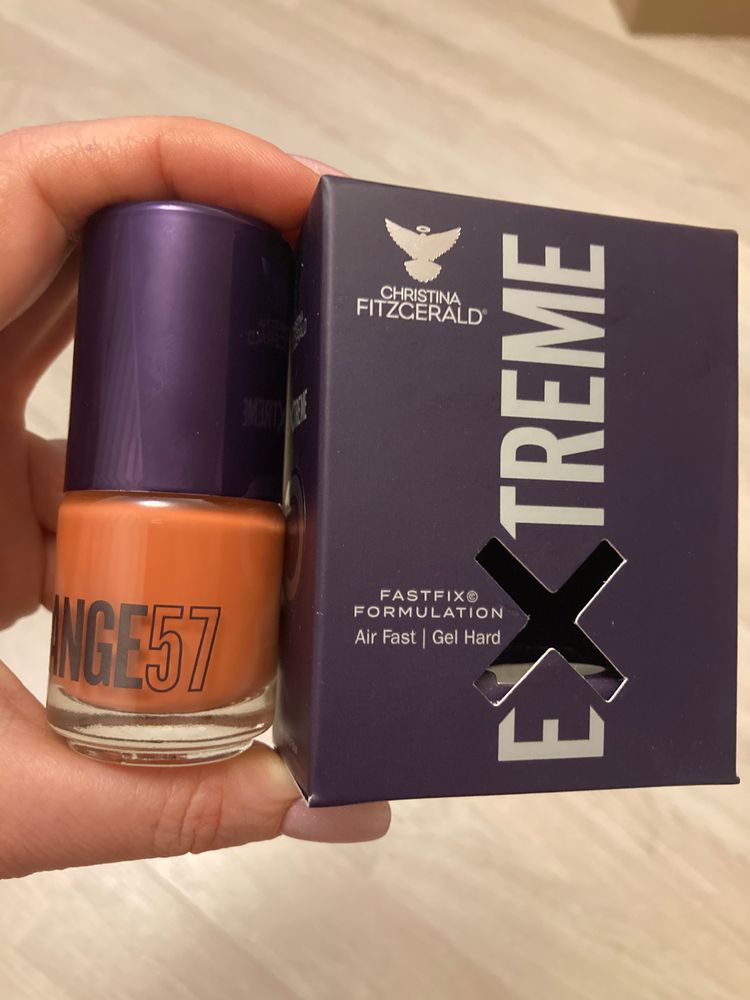 ANGE57
CHRISTINA
FITZGERALD®
EXTREME
FASTFIX©
FORMULATION
Air Fast | Gel Hard